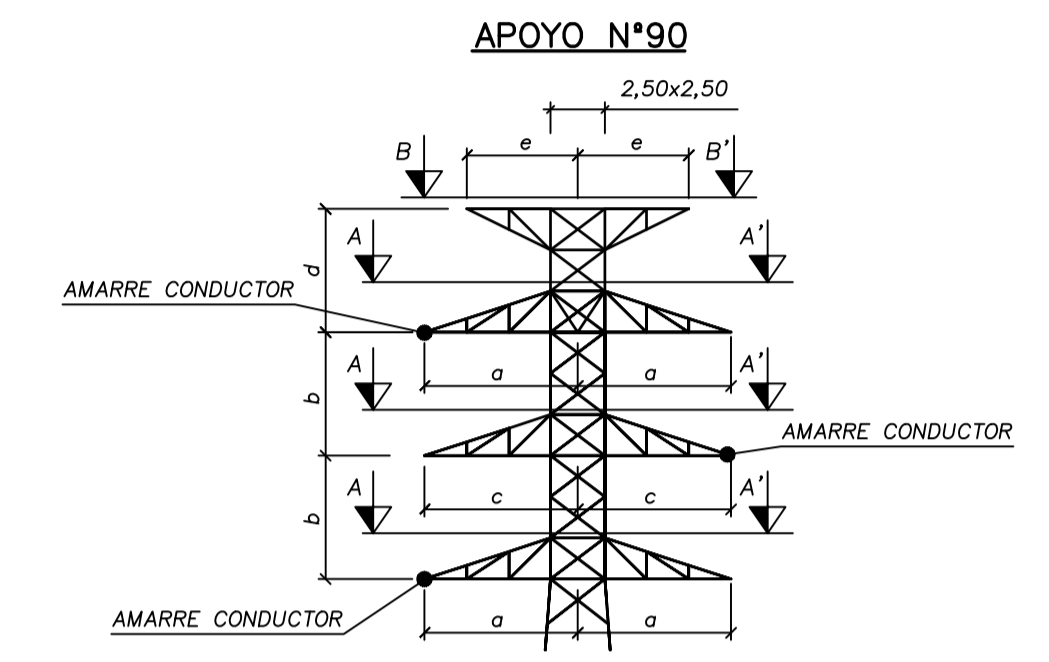 APOYO Nº90
2,50x2,50
B e e B'
A A'
d
AMARRE CONDUCTOR
a a
A A'
b
AMARRE CONDUCTOR
c c
A A'
b
AMARRE CONDUCTOR
a a